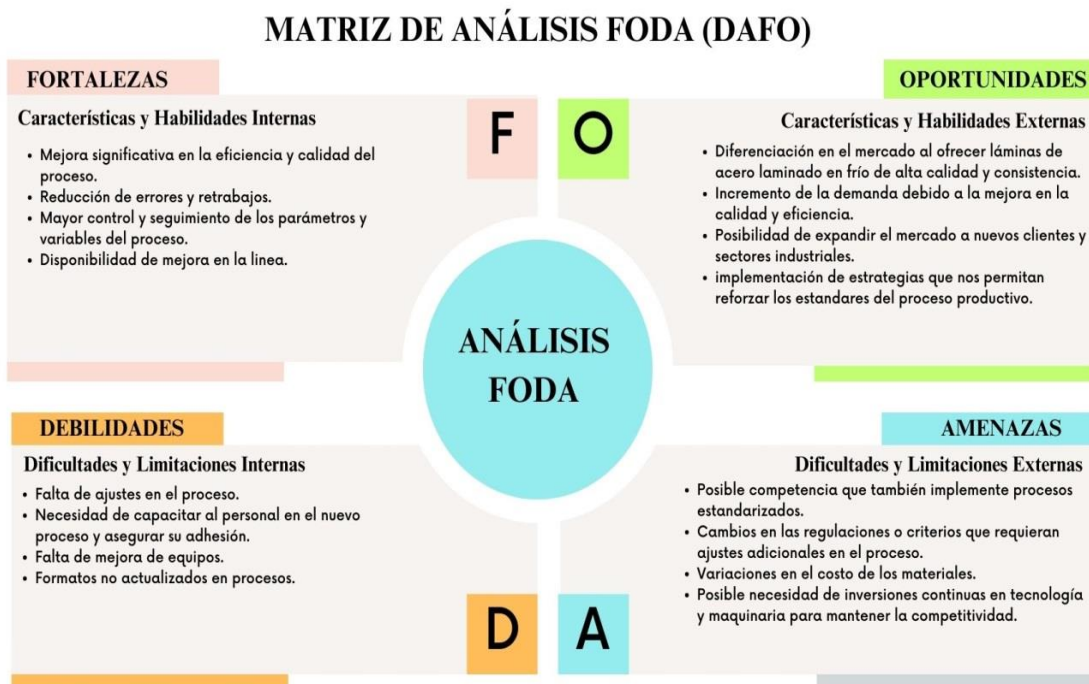 MATRIZ DE ANÁLISIS FODA (DAFO)
FORTALEZAS
Características y Habilidades Internas
• Mejora significativa en la eficiencia y calidad del
proceso.
• Reducción de errores y retrabajos.
• Mayor control y seguimiento de los parámetros y
variables del proceso.
• Disponibilidad de mejora en la linea.
F
O
OPORTUNIDADES
Características y Habilidades Externas
• Diferenciación en el mercado al ofrecer láminas de
acero laminado en frío de alta calidad y consistencia.
• Incremento de la demanda debido a la mejora en la
calidad y eficiencia.
• Posibilidad de expandir el mercado a nuevos clientes y
sectores industriales.
• implementación de estrategias que nos permitan
reforzar los estandares del proceso productivo.
ANÁLISIS
FODA
DEBILIDADES
Dificultades y Limitaciones Internas
• Falta de ajustes en el proceso.
• Necesidad de capacitar al personal en el nuevo
proceso y asegurar su adhesión.
• Falta de mejora de equipos.
• Formatos no actualizados en procesos.
D
A
AMENAZAS
Dificultades y Limitaciones Externas
• Posible competencia que también implemente procesos
estandarizados.
• Cambios en las regulaciones o criterios que requieran
ajustes adicionales en el proceso.
• Variaciones en el costo de los materiales.
• Posible necesidad de inversiones continuas en tecnología
y maquinaria para mantener la competitividad.